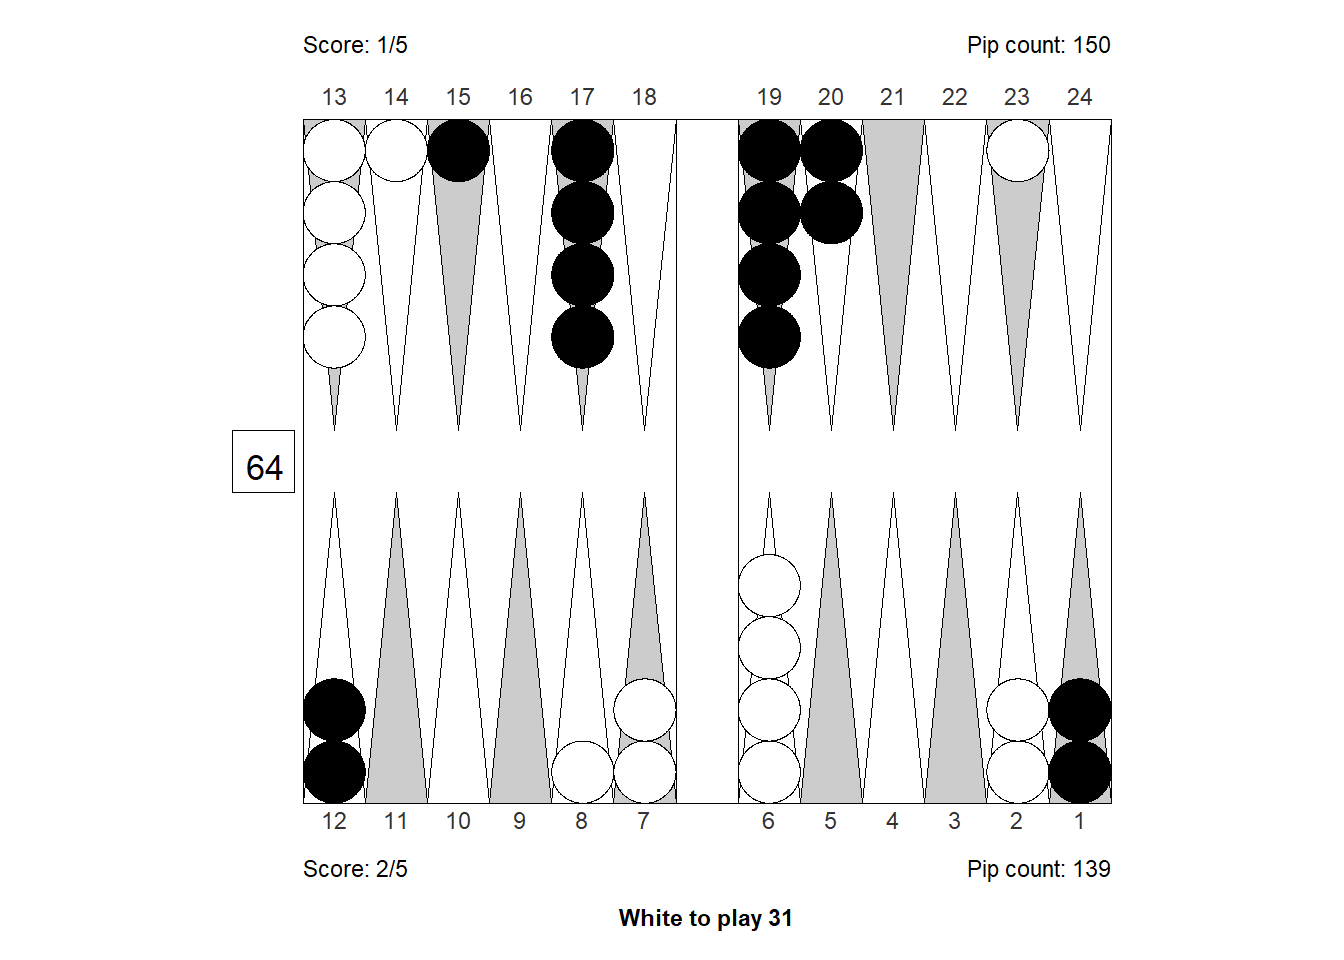 Score: 1/5 Pip count: 150
13 14 15 16 17 18 19 20 21 22 23 24
64
12 11 10 9 8 7 6 5 4 3 2 1
Score: 2/5 Pip count: 139
White to play 31